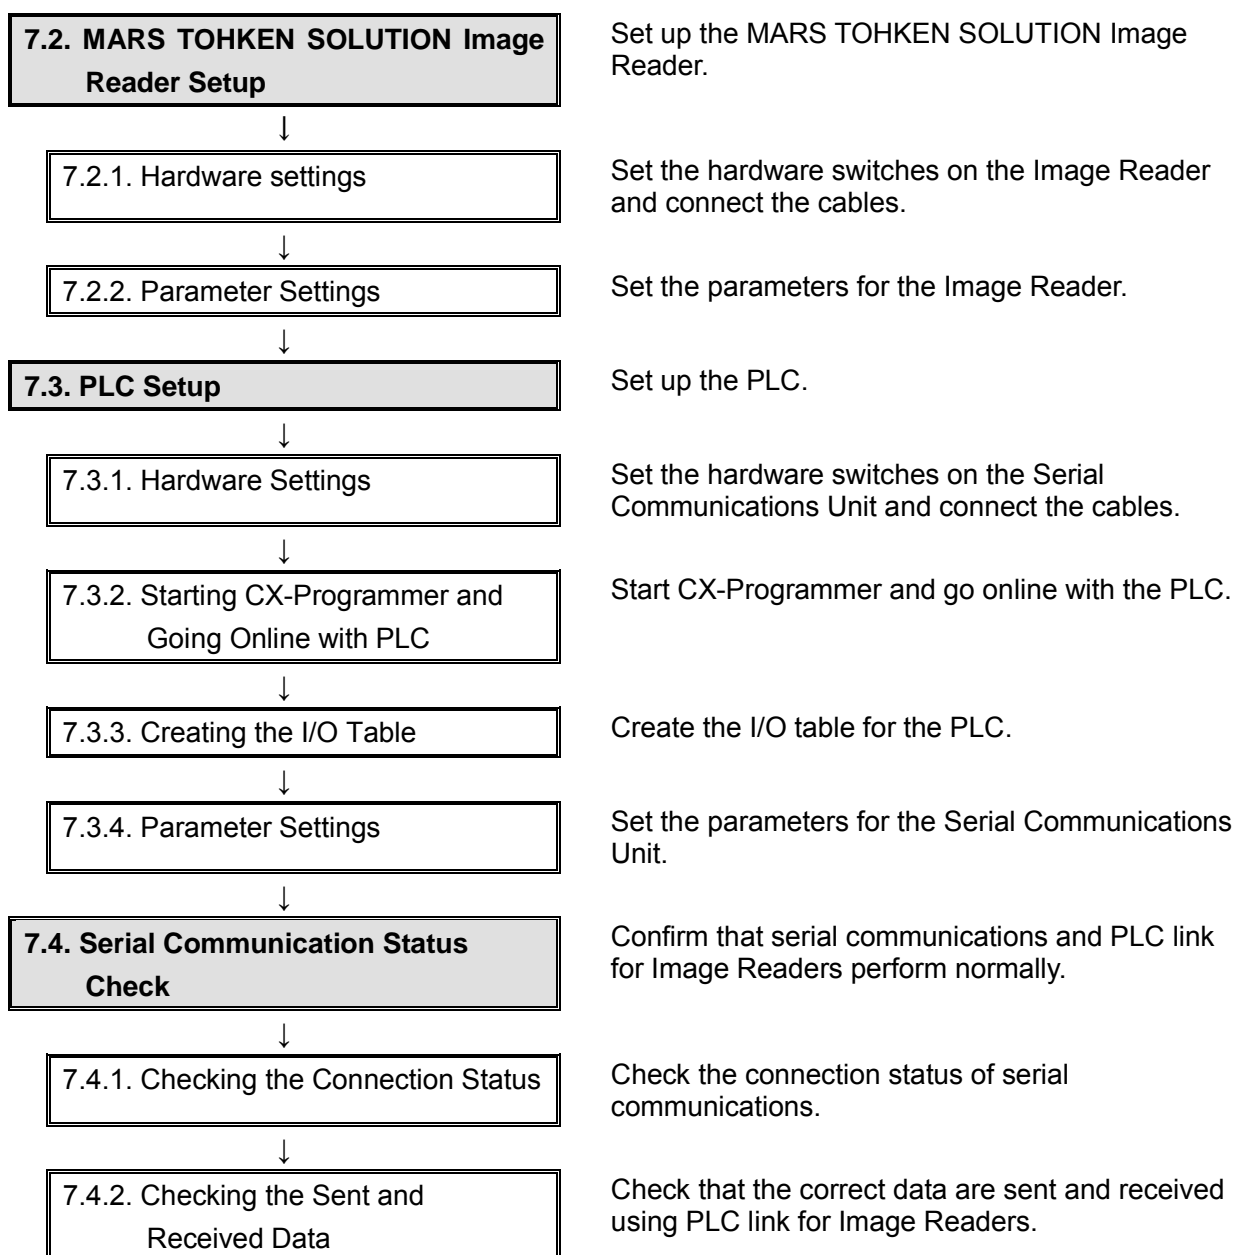 7.2. MARS TOHKEN SOLUTION Image
Reader Setup
Set up the MARS TOHKEN SOLUTION Image
Reader.
↓
7.2.1. Hardware settings
Set the hardware switches on the Image Reader
and connect the cables.
↓
7.2.2. Parameter Settings
Set the parameters for the Image Reader.
↓
7.3. PLC Setup
Set up the PLC.
↓
7.3.1. Hardware Settings
Set the hardware switches on the Serial
Communications Unit and connect the cables.
↓
7.3.2. Starting CX-Programmer and
Going Online with PLC
Start CX-Programmer and go online with the PLC.
↓
7.3.3. Creating the I/O Table
Create the I/O table for the PLC.
↓
7.3.4. Parameter Settings
Set the parameters for the Serial Communications
Unit.
↓
7.4. Serial Communication Status
Check
Confirm that serial communications and PLC link
for Image Readers perform normally.
↓
7.4.1. Checking the Connection Status
Check the connection status of serial
communications.
↓
7.4.2. Checking the Sent and
Received Data
Check that the correct data are sent and received
using PLC link for Image Readers.